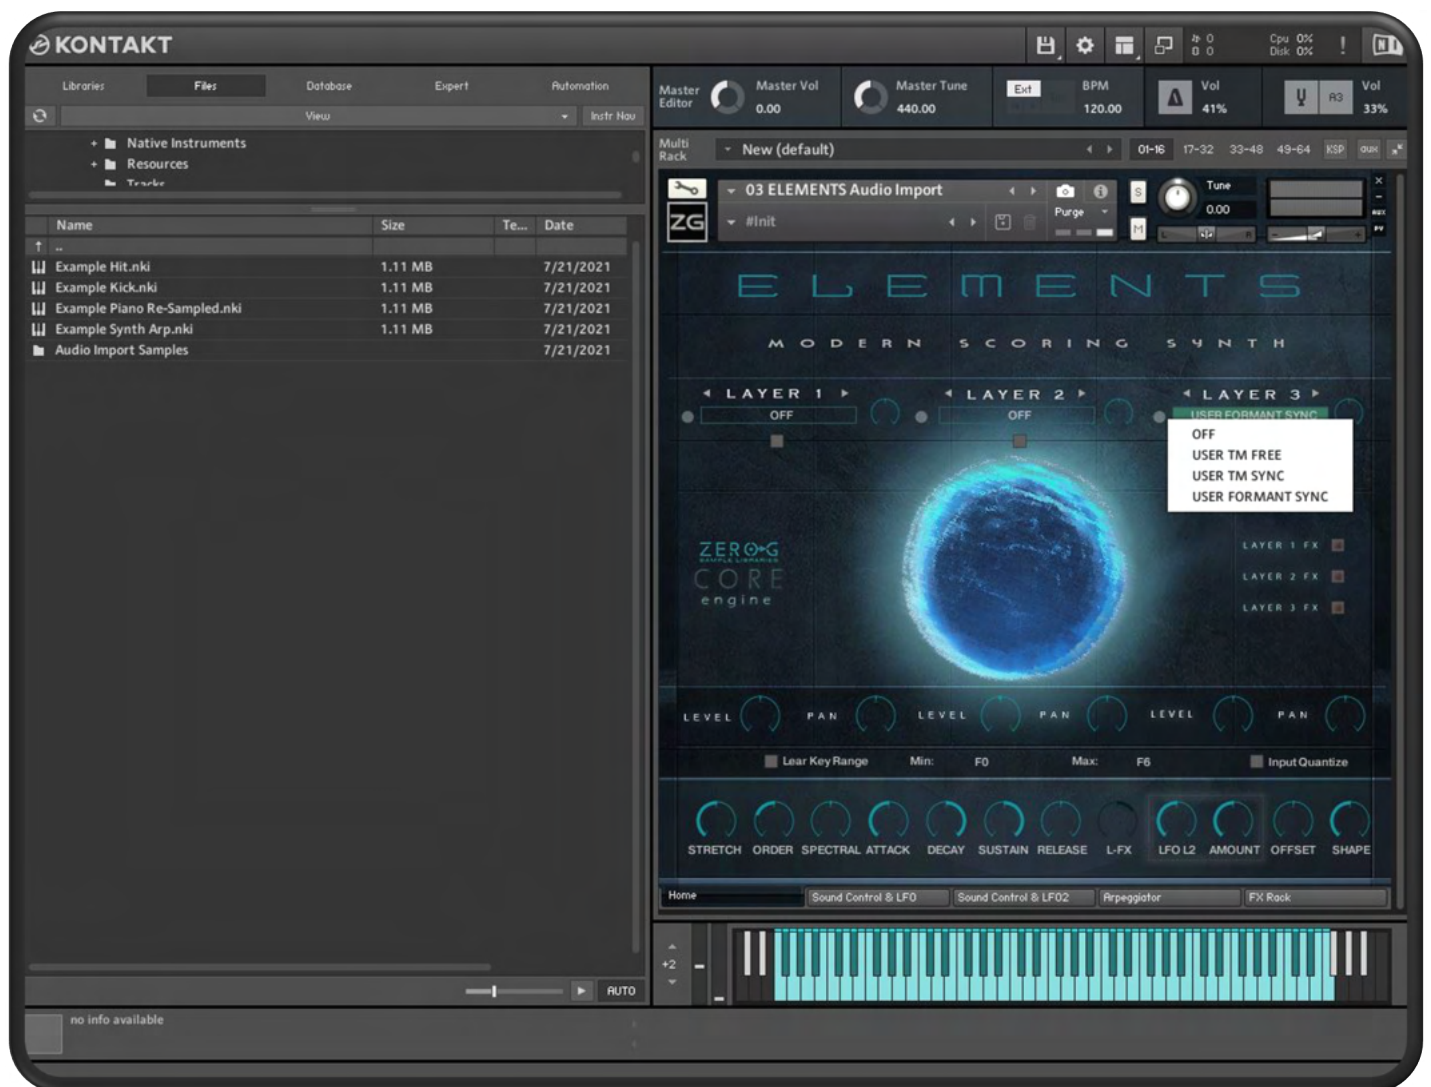 KONTAKT
0
0
Cpu 0%
Disk 0%
!
Libraries Files Database Expert Automation
View Instr Nav
+ Native Instruments
+ Resources
Tracks
Name Size Te... Date
..
Example Hit.nki 1.11 MB 7/21/2021
Example Kick.nki 1.11 MB 7/21/2021
Example Piano Re-Sampled.nki 1.11 MB 7/21/2021
Example Synth Arp.nki 1.11 MB 7/21/2021
Audio Import Samples 7/21/2021
AUTO
no info available
Master Editor
Master Vol
0.00
Master Tune
440.00
Ext
BPM
120.00
Vol
41%
A3
Vol
33%
Multi Rack
New (default) 01-16 17-32 33-48 49-64 KSP aux
03 ELEMENTS Audio Import
ZG
#Init
Purge
S
M
Tune
0.00
L R
- +
×
-
aux
PV
ELEMENTS
MODERN SCORING SYNTH
LAYER 1 LAYER 2 LAYER 3
OFF OFF USER FORMANT SYNC
OFF
USER TM FREE
USER TM SYNC
USER FORMANT SYNC
ZERO-G
SAMPLE LIBRARIES
CORE
engine
LAYER 1 FX
LAYER 2 FX
LAYER 3 FX
LEVEL PAN LEVEL PAN LEVEL PAN
Lear Key Range Min: F0 Max: F6 Input Quantize
STRETCH ORDER SPECTRAL ATTACK DECAY SUSTAIN RELEASE L-FX LFO L2 AMOUNT OFFSET SHAPE
Home Sound Control & LFO Sound Control & LFO2 Arpeggiator FX Rack
+2